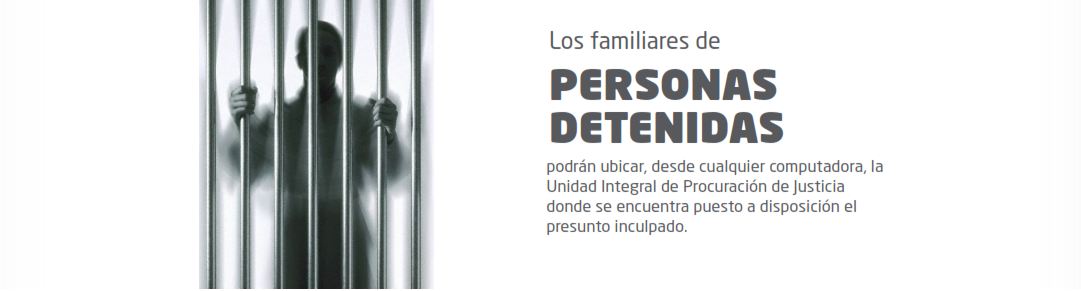 Los familiares de
PERSONAS
DETENIDAS
podrán ubicar, desde cualquier computadora, la
Unidad Integral de Procuración de Justicia
donde se encuentra puesto a disposición el
presunto inculpado.